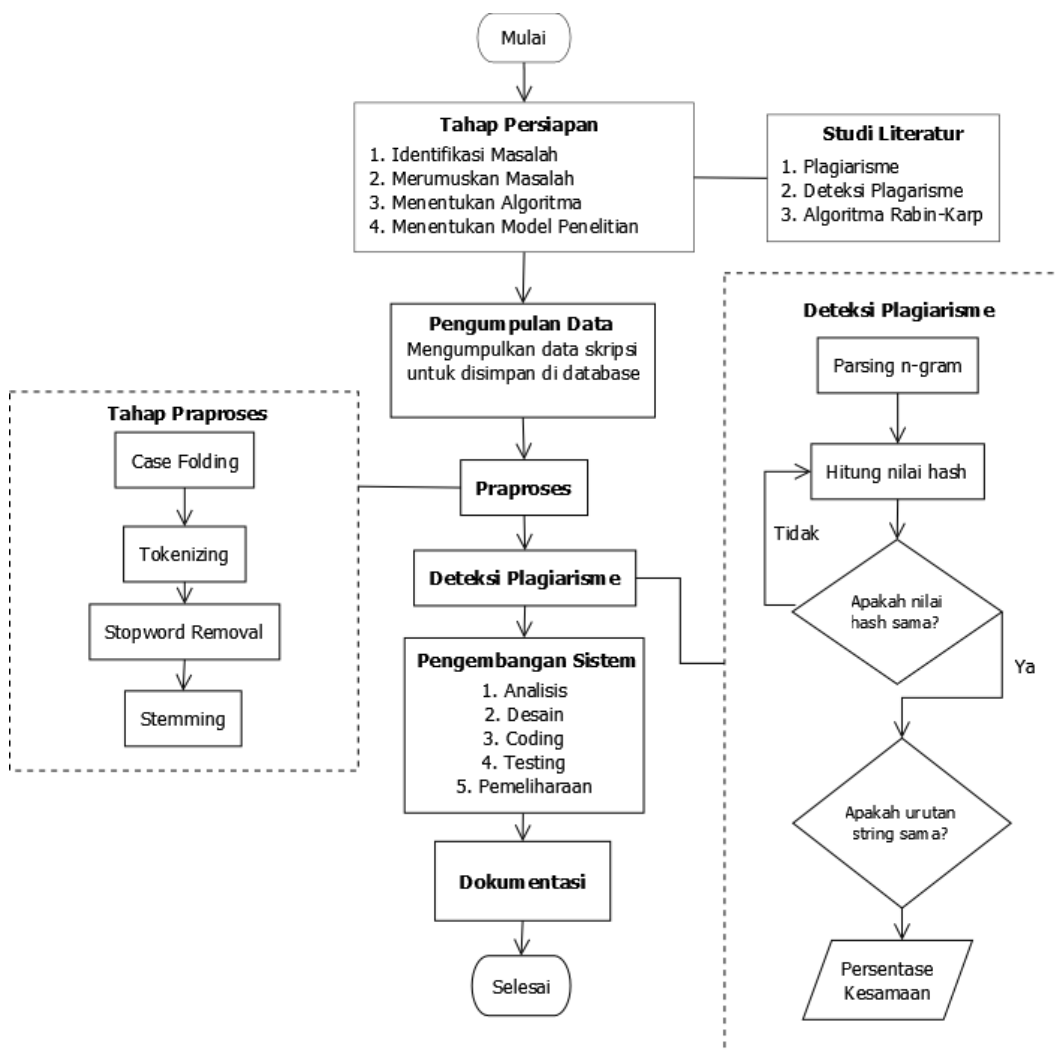 Mulai
Tahap Persiapan
1. Identifikasi Masalah
2. Merumuskan Masalah
3. Menentukan Algoritma
4. Menentukan Model Penelitian
Studi Literatur
1. Plagiarisme
2. Deteksi Plagarisme
3. Algoritma Rabin-Karp
Pengumpulan Data
Mengumpulkan data skripsi
untuk disimpan di database
Tahap Praproses
Case Folding
Tokenizing
Stopword Removal
Stemming
Praproses
Deteksi Plagiarisme
Pengembangan Sistem
1. Analisis
2. Desain
3. Coding
4. Testing
5. Pemeliharaan
Dokumentasi
Selesai
Deteksi Plagiarisme
Parsing n-gram
Hitung nilai hash
Tidak
Apakah nilai
hash sama?
Ya
Apakah urutan
string sama?
Persentase
Kesamaan